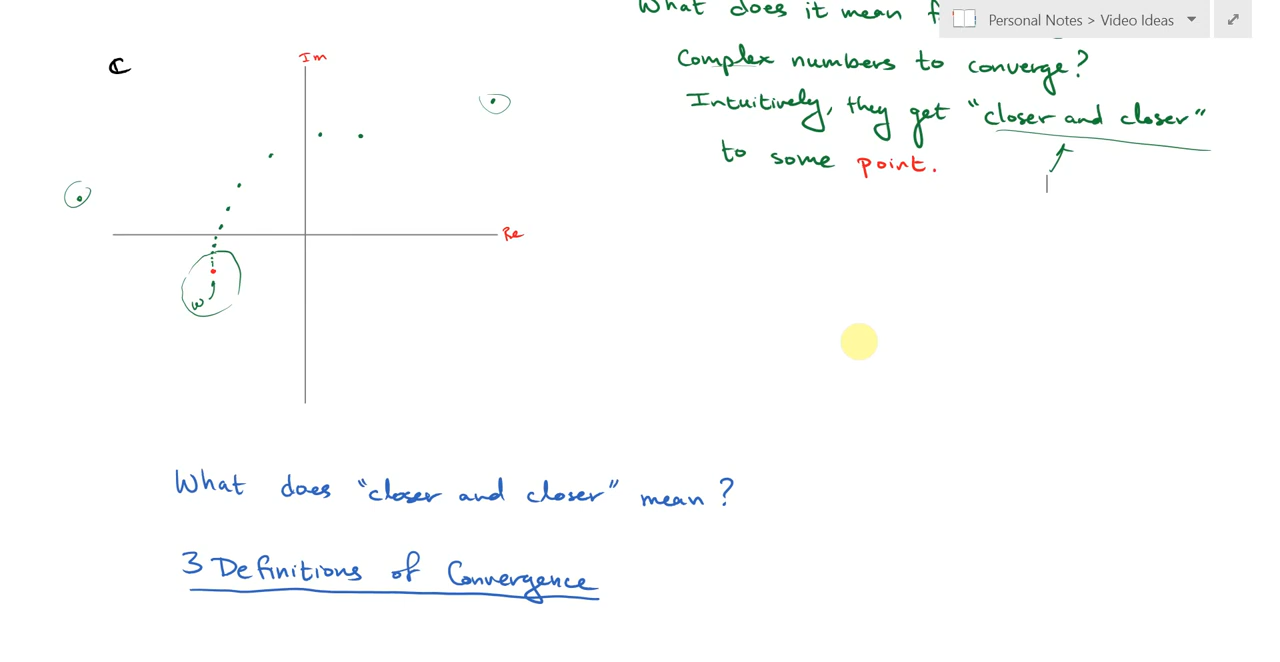 What does it mean
Personal Notes > Video Ideas
ℂ
Im
Complex numbers to converge?
Intuitively, they get "closer and closer"
to some point.
Re
w
What does "closer and closer" mean?
3 Definitions of Convergence